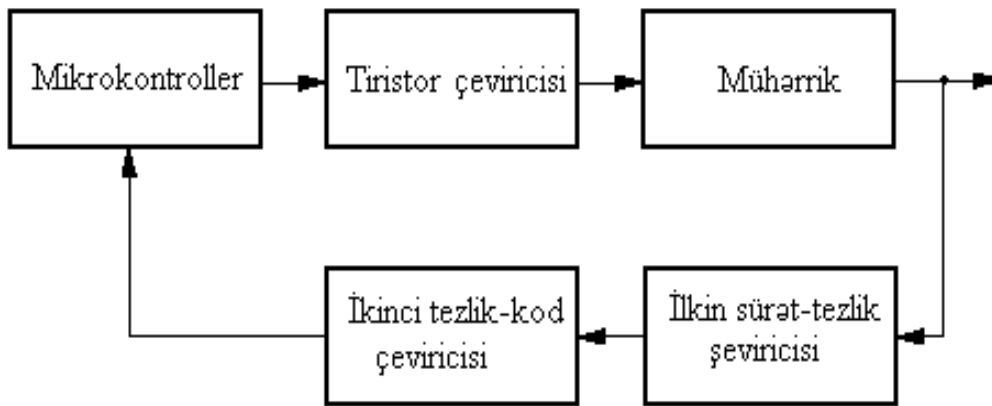 Mikrokontroller
Tiristor çeviricisi
Mühərrik
İkinci tezlik-kod
çeviricisi
İlkin sürət-tezlik
şeviricisi